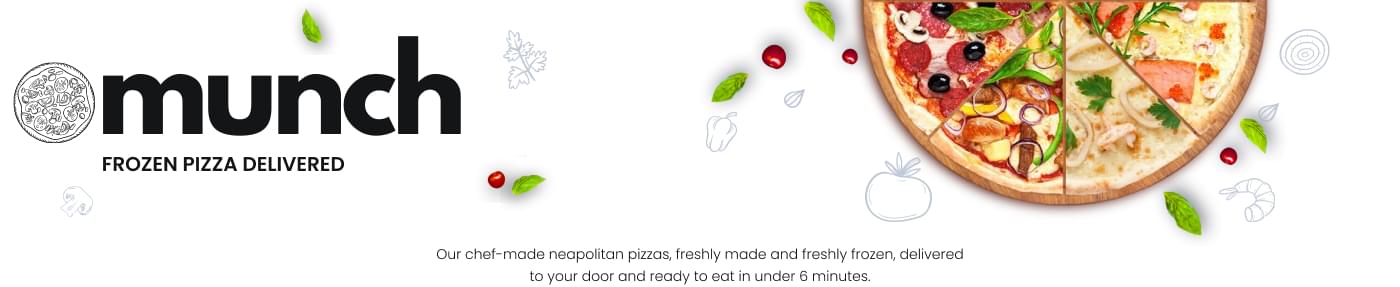 munch
FROZEN PIZZA DELIVERED
Our chef-made neapolitan pizzas, freshly made and freshly frozen, delivered
to your door and ready to eat in under 6 minutes.